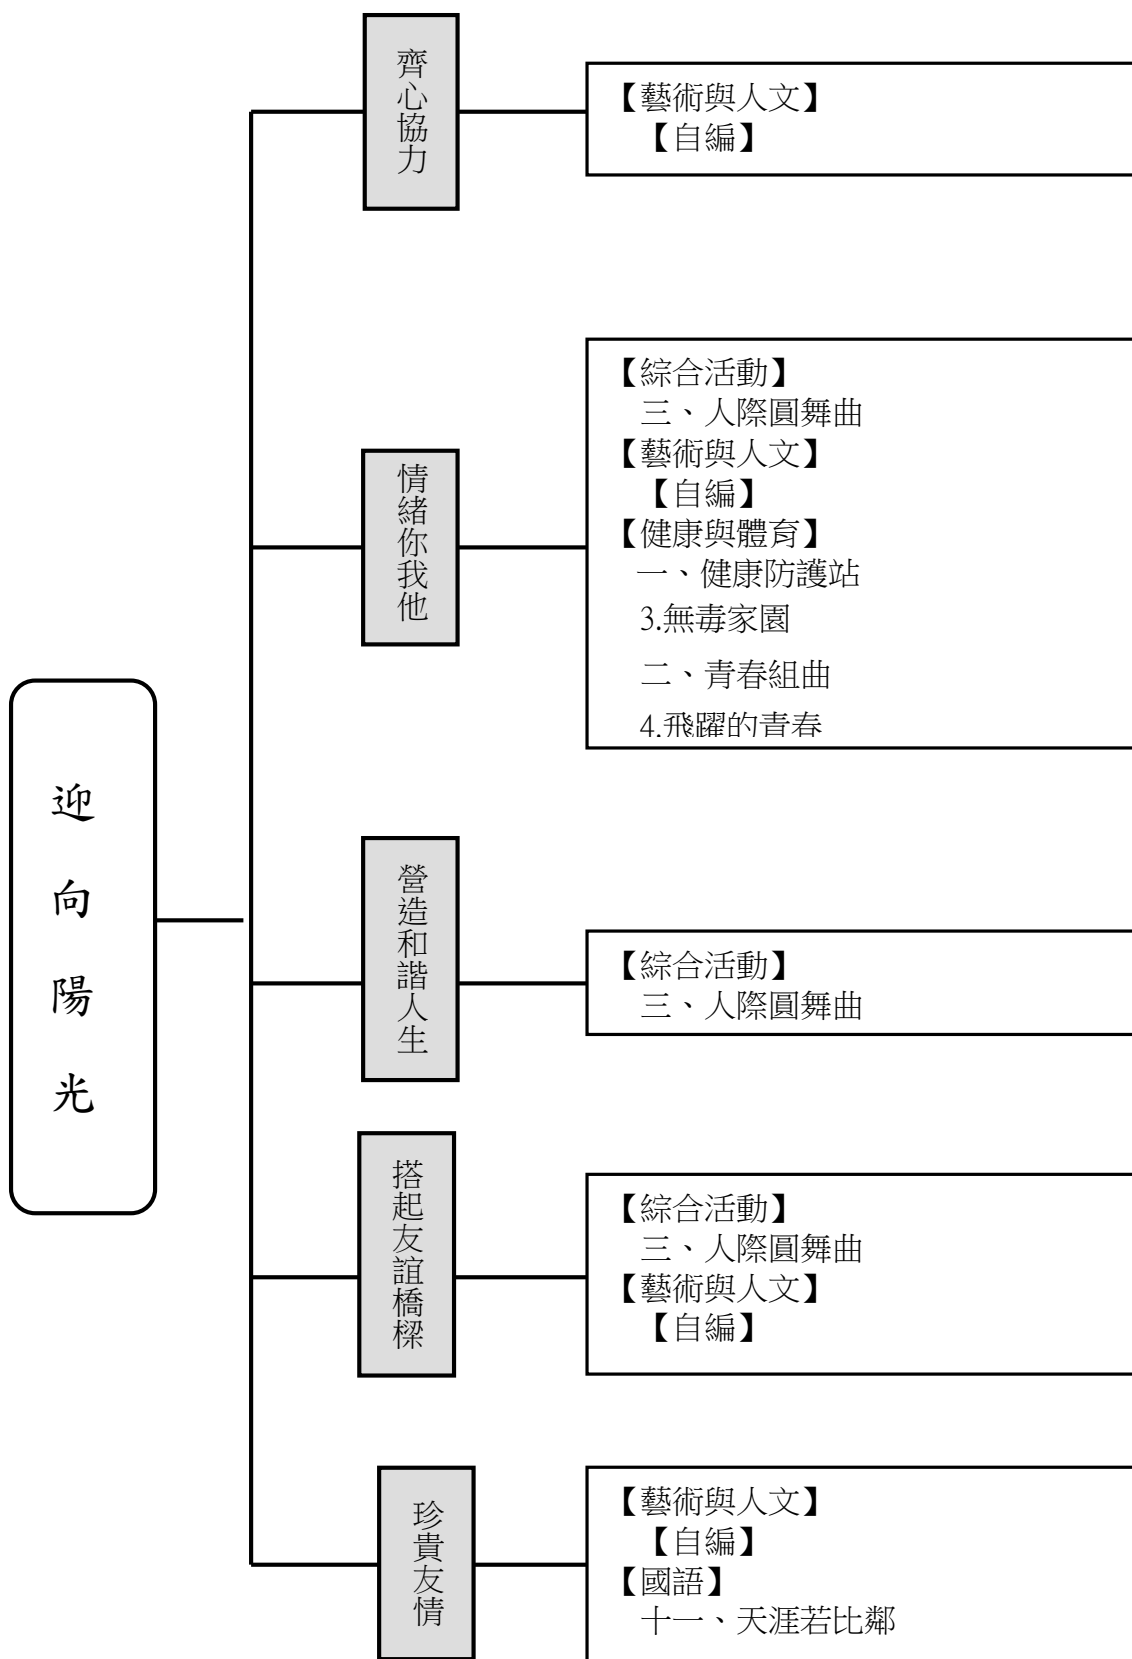 迎向陽光
齊心協力
【藝術與人文】
【自編】
情緒你我他
【綜合活動】
三、人際圓舞曲
【藝術與人文】
【自編】
【健康與體育】
一、健康防護站
3.無毒家園
二、青春組曲
4.飛躍的青春
營造和諧人生
【綜合活動】
三、人際圓舞曲
搭起友誼橋樑
【綜合活動】
三、人際圓舞曲
【藝術與人文】
【自編】
珍貴友情
【藝術與人文】
【自編】
【國語】
十一、天涯若比鄰